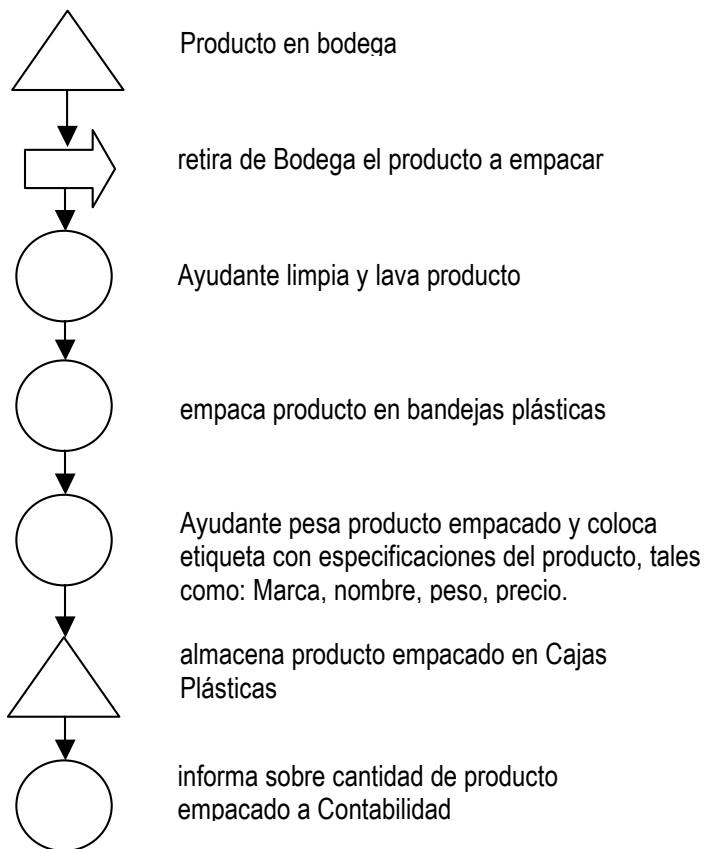 Producto en bodega
retira de Bodega el producto a empacar
Ayudante limpia y lava producto
empaca producto en bandejas plásticas
Ayudante pesa producto empacado y coloca
etiqueta con especificaciones del producto, tales
como: Marca, nombre, peso, precio.
almacena producto empacado en Cajas
Plásticas
informa sobre cantidad de producto
empacado a Contabilidad